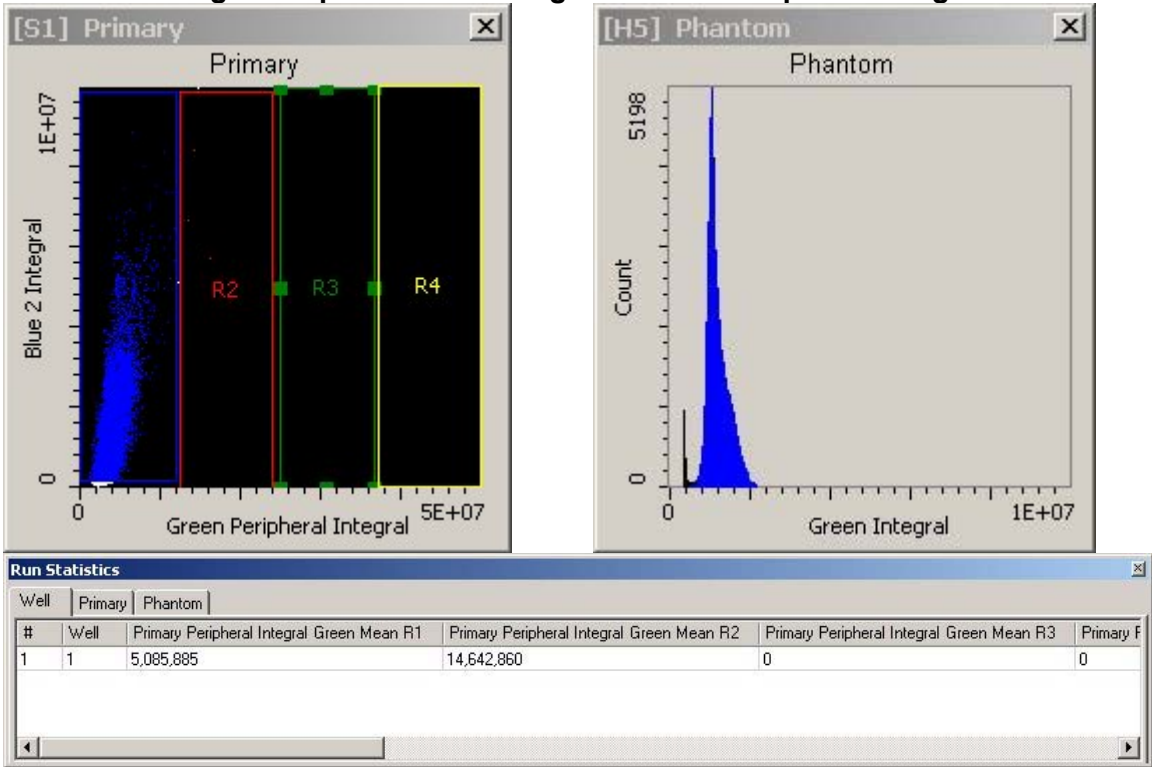 [S1] Primary
Primary
1E+07
Blue 2 Integral
0
R2
R3
R4
0
Green Peripheral Integral
5E+07
[H5] Phantom
Phantom
5198
Count
0
0
Green Integral
1E+07
Run Statistics
Well Primary Phantom
# Well Primary Peripheral Integral Green Mean R1 Primary Peripheral Integral Green Mean R2 Primary Peripheral Integral Green Mean R3 Primary F
1 1 5,085,885 14,642,860 0 0